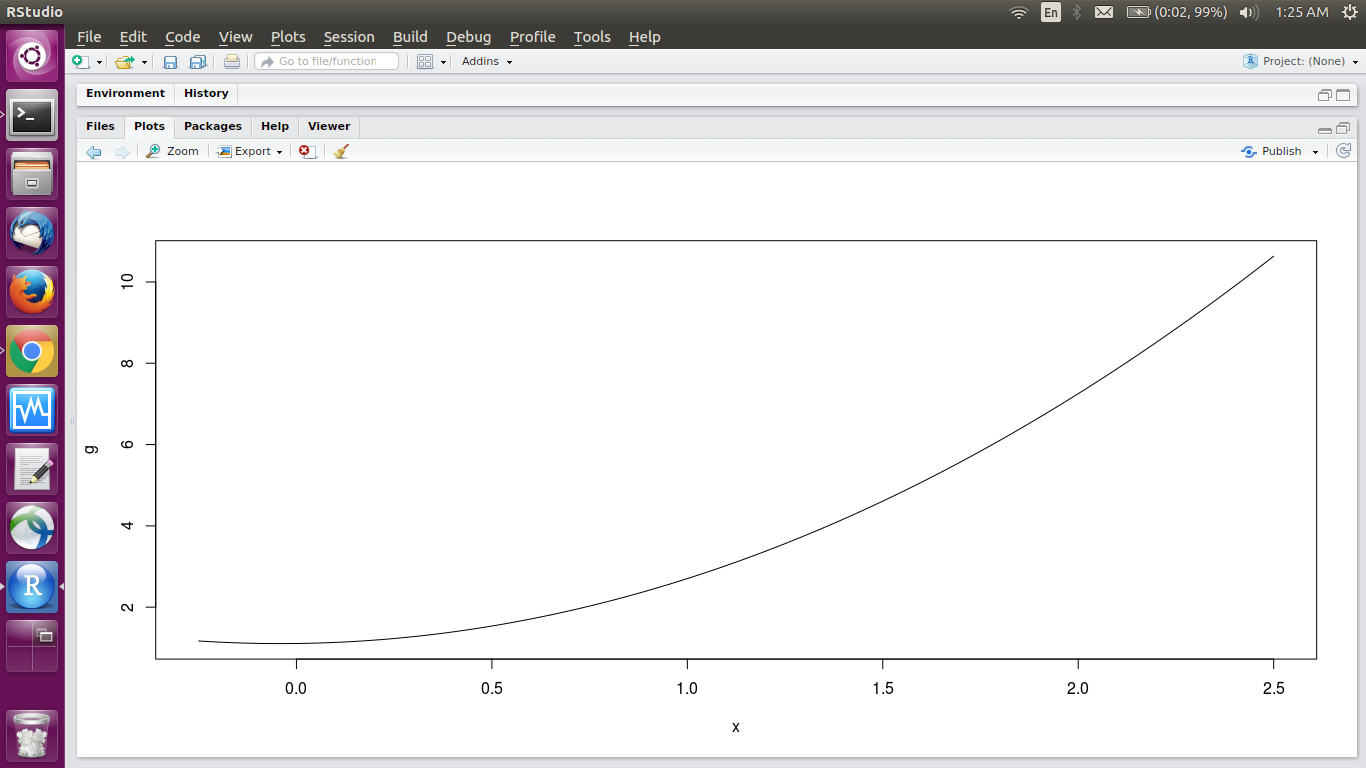 RStudio En (0:02, 99%) 1:25 AM
File Edit Code View Plots Session Build Debug Profile Tools Help
Go to file/function Addins Project: (None)
Environment History
Files Plots Packages Help Viewer
Zoom Export Publish
10
8
6
4
2
g
0.0 0.5 1.0 1.5 2.0 2.5
x